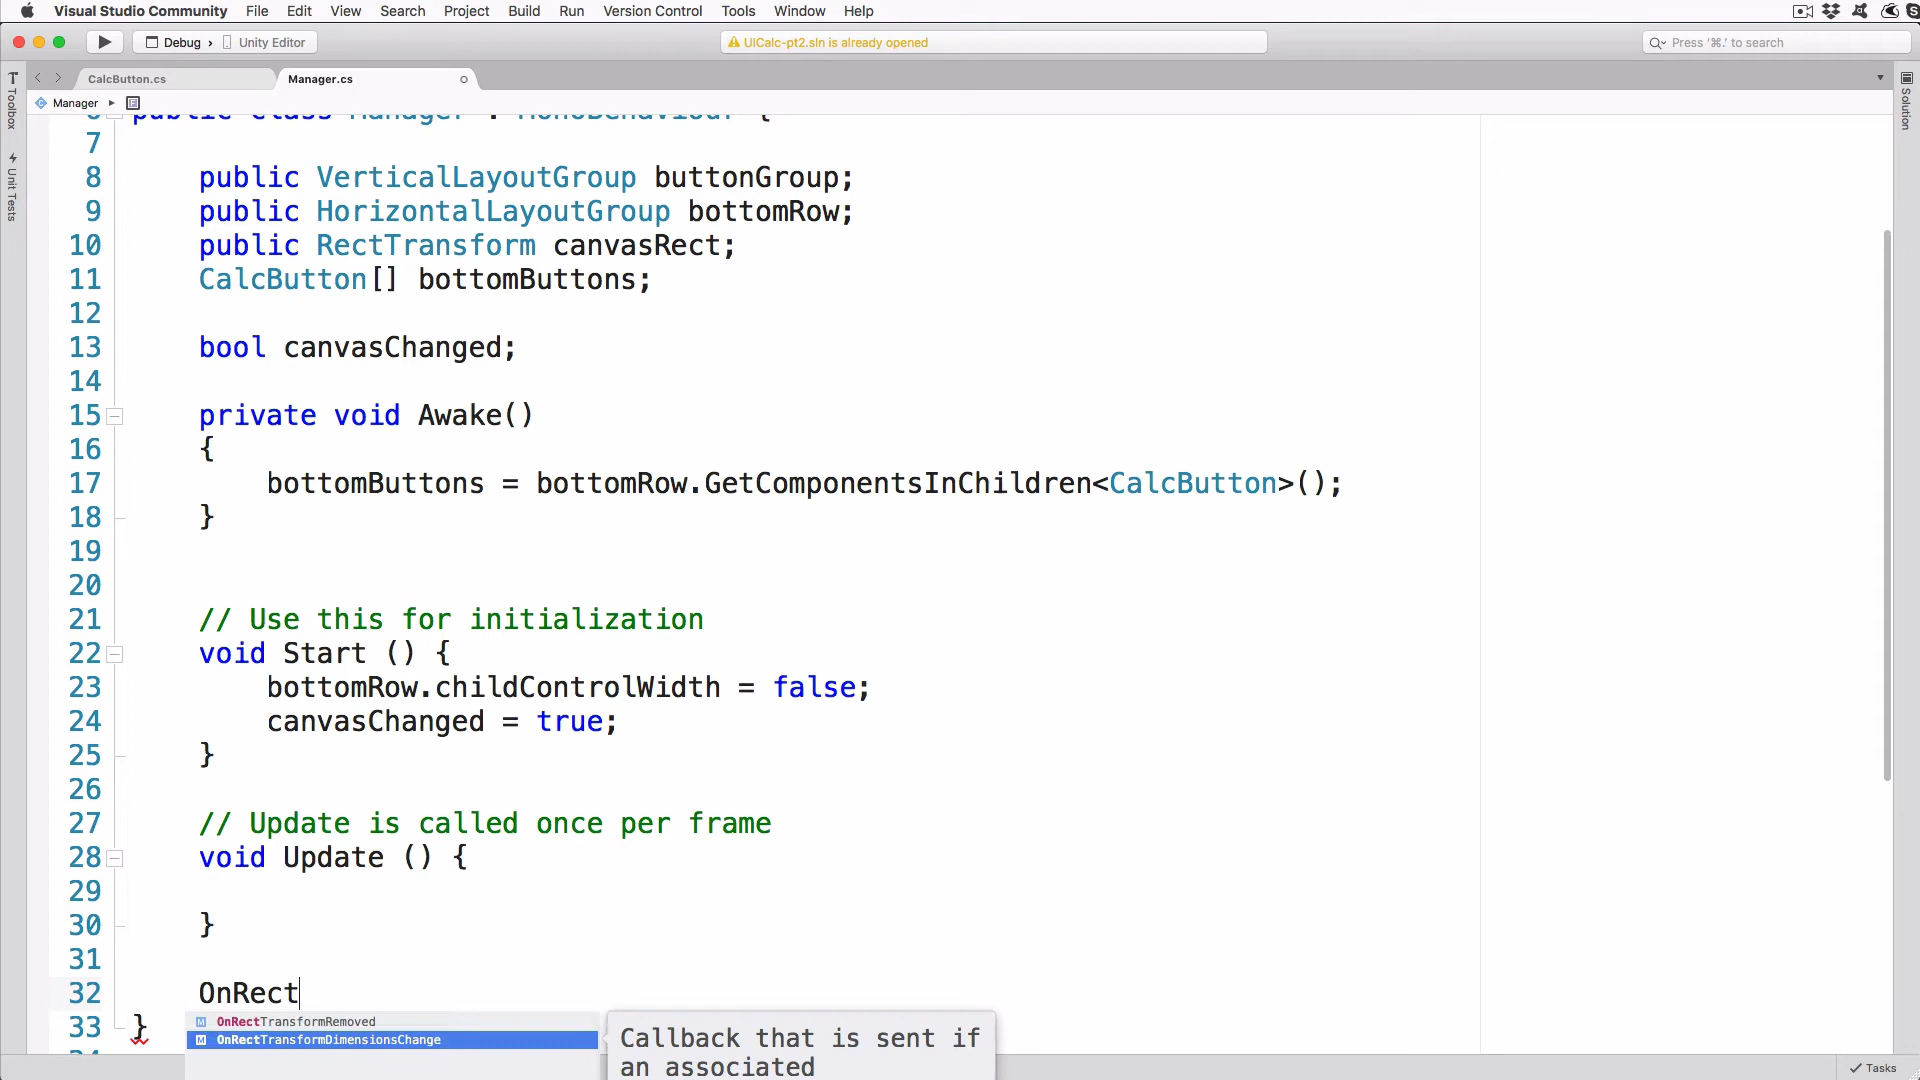 Visual Studio Community File Edit View Search Project Build Run Version Control Tools Window Help
Debug › Unity Editor
UICalc-pt2.sln is already opened
Press '⌘.' to search
CalcButton.cs
Manager.cs
Manager
Toolbox
Unit Tests
Solution
6 public class Manager : MonoBehaviour {
7
8 public VerticalLayoutGroup buttonGroup;
9 public HorizontalLayoutGroup bottomRow;
10 public RectTransform canvasRect;
11 CalcButton[] bottomButtons;
12
13 bool canvasChanged;
14
15 private void Awake()
16 {
17 bottomButtons = bottomRow.GetComponentsInChildren<CalcButton>();
18 }
19
20
21 // Use this for initialization
22 void Start () {
23 bottomRow.childControlWidth = false;
24 canvasChanged = true;
25 }
26
27 // Update is called once per frame
28 void Update () {
29
30 }
31
32 OnRect
33 }
OnRectTransformRemoved
OnRectTransformDimensionsChange
Callback that is sent if
an associated
Tasks